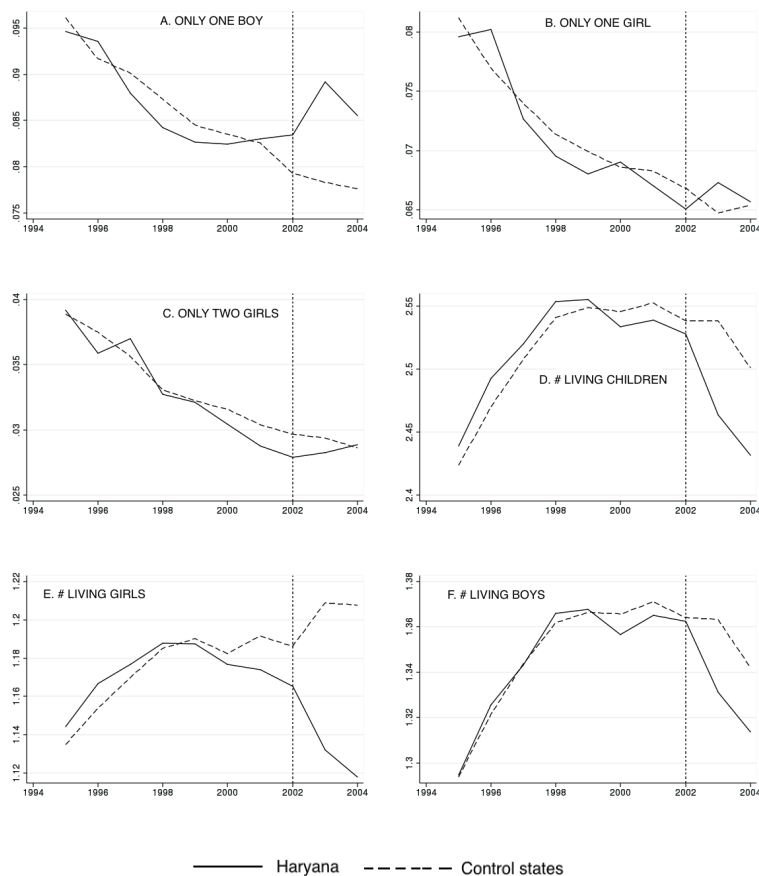 A. ONLY ONE BOY
.095
.09
.085
.08
.075
1994 1996 1998 2000 2002 2004
B. ONLY ONE GIRL
.08
.075
.07
.065
1994 1996 1998 2000 2002 2004
C. ONLY TWO GIRLS
.04
.035
.03
.025
1994 1996 1998 2000 2002 2004
D. # LIVING CHILDREN
2.55
2.5
2.45
2.4
1994 1996 1998 2000 2002 2004
E. # LIVING GIRLS
1.22
1.2
1.18
1.16
1.14
1.12
1994 1996 1998 2000 2002 2004
F. # LIVING BOYS
1.38
1.36
1.34
1.32
1.3
1994 1996 1998 2000 2002 2004
Haryana Control states